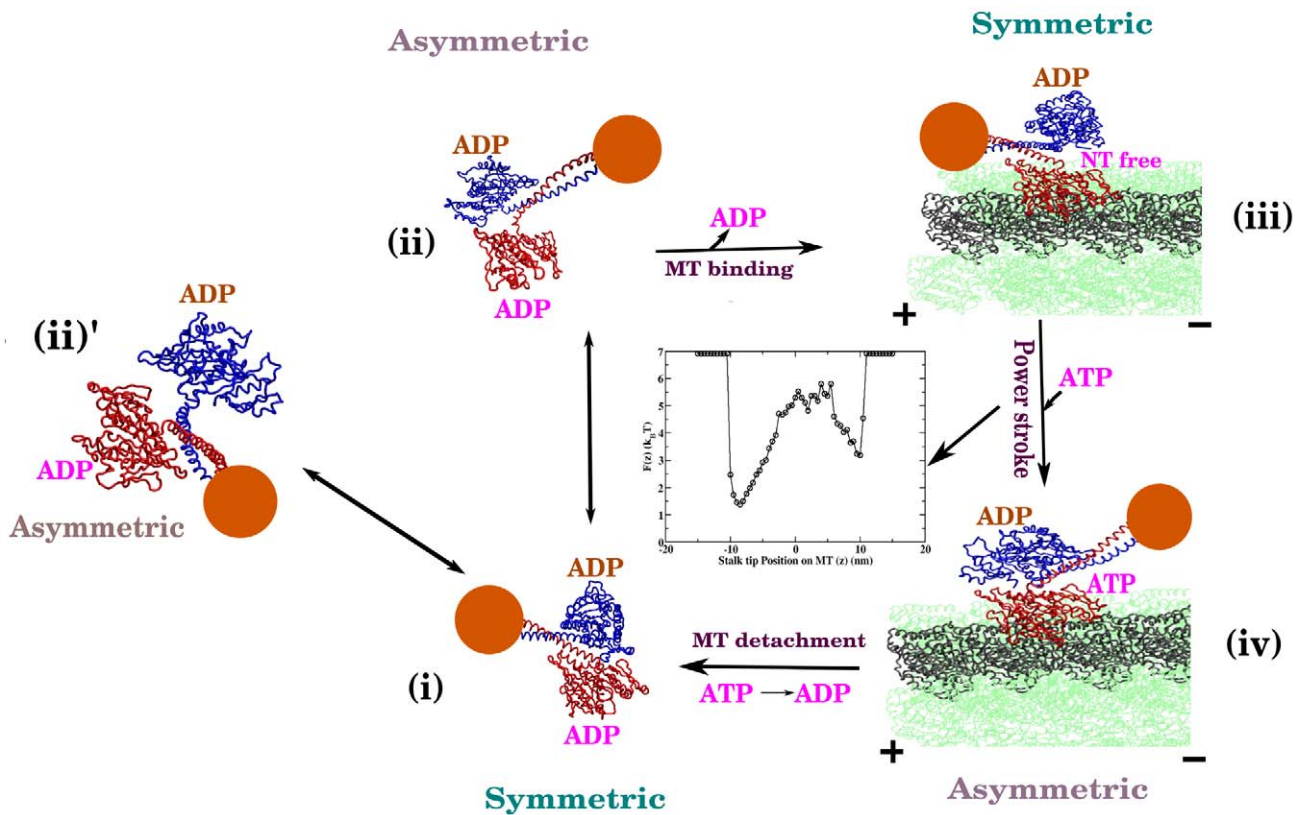 Asymmetric
Symmetric
ADP
ADP
(ii)
ADP
ADP
MT binding
NT free
(iii)
+
−
(ii)'
ADP
ADP
Asymmetric
Power stroke
ATP
7
6
5
4
3
2
1
0
F(z) (k_BT)
-20
-10
0
10
20
Stalk tip Position on MT (z) (nm)
ADP
ATP
(iv)
+
−
Asymmetric
MT detachment
ATP → ADP
ADP
(i)
ADP
Symmetric